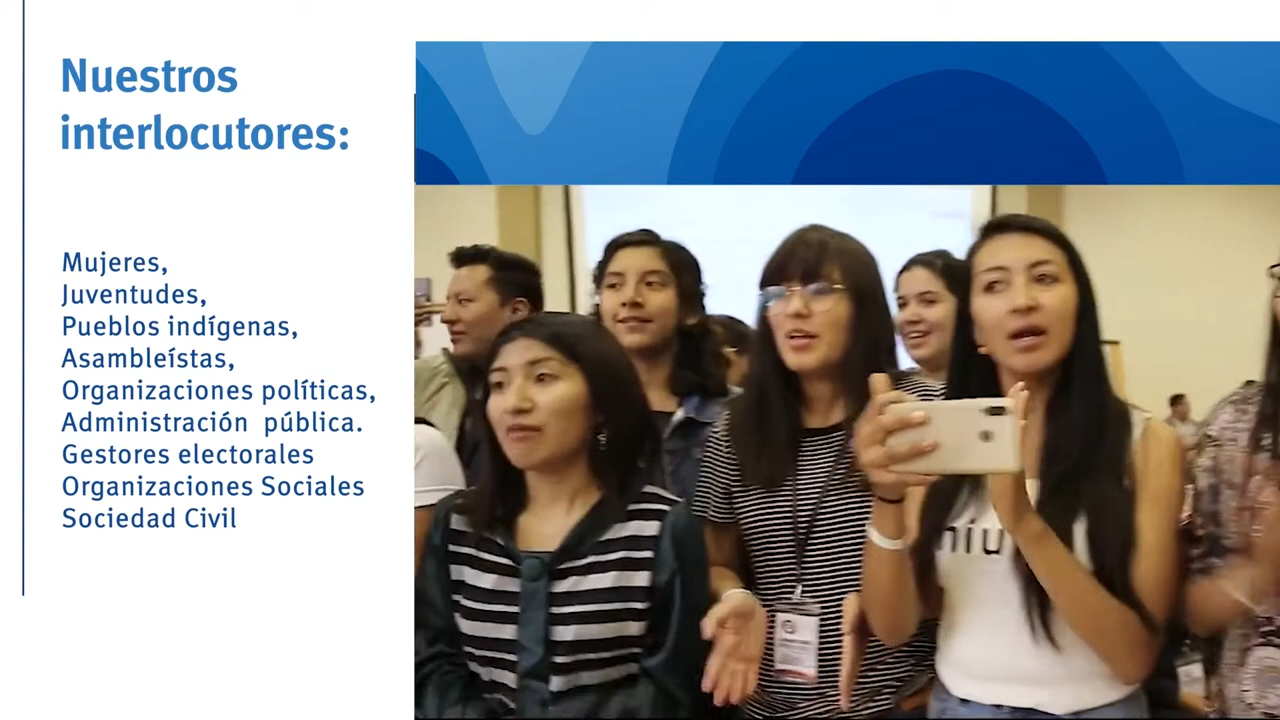 Nuestros
interlocutores:
Mujeres,
Juventudes,
Pueblos indígenas,
Asambleístas,
Organizaciones políticas,
Administración  pública.
Gestores electorales
Organizaciones Sociales
Sociedad Civil